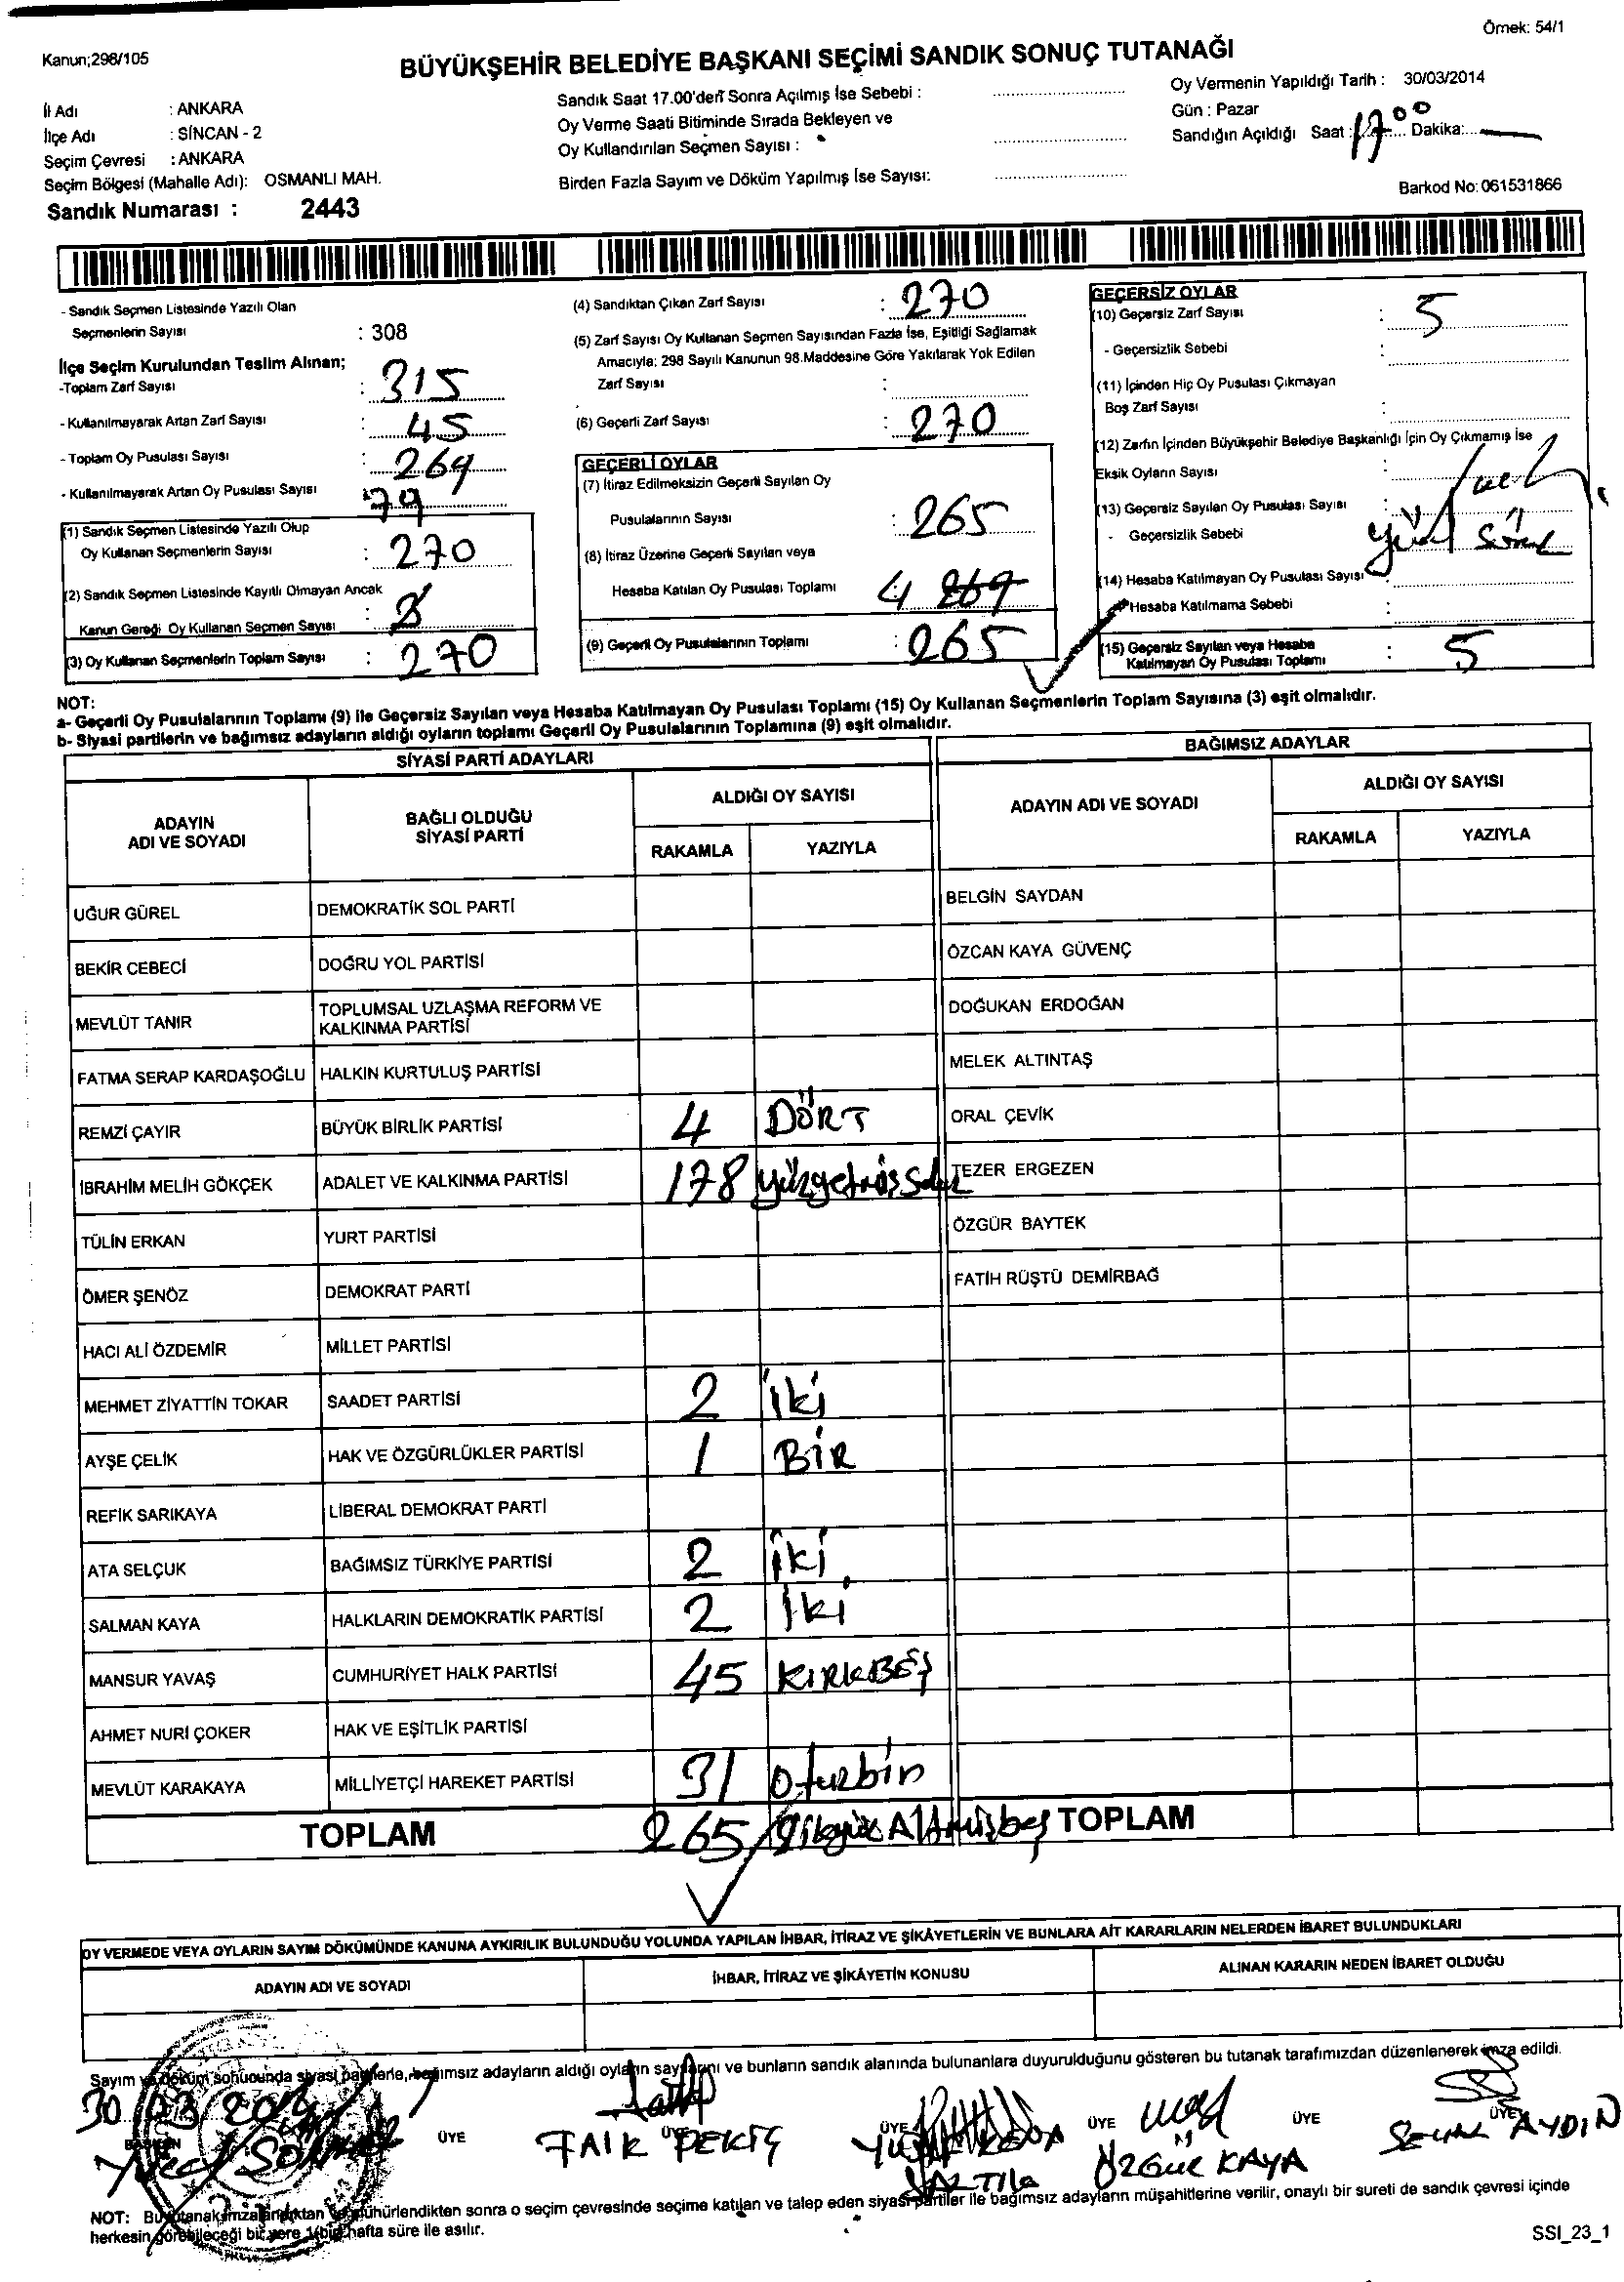 Örnek: 54/1
Kanun;298/105
BÜYÜKŞEHİR BELEDİYE BAŞKANI SEÇİMİ SANDIK SONUÇ TUTANAĞI
İl Adı : ANKARA
İlçe Adı : SİNCAN - 2
Seçim Çevresi : ANKARA
Seçim Bölgesi (Mahalle Adı): OSMANLI MAH.
Sandık Numarası : 2443
Sandık Saat 17.00'den Sonra Açılmış İse Sebebi :
Oy Verme Saati Bitiminde Sırada Bekleyen ve
Oy Kullandırılan Seçmen Sayısı :
Birden Fazla Sayım ve Döküm Yapılmış İse Sayısı:
Oy Vermenin Yapıldığı Tarih : 30/03/2014
Gün : Pazar
Sandığın Açıldığı Saat : 17 00 Dakika:
Barkod No: 061531866
- Sandık Seçmen Listesinde Yazılı Olan
Seçmenlerin Sayısı : 308
İlçe Seçim Kurulundan Teslim Alınan;
-Toplam Zarf Sayısı : 315
- Kullanılmayarak Artan Zarf Sayısı : 45
- Toplam Oy Pusulası Sayısı : 269
- Kullanılmayarak Artan Oy Pusulası Sayısı : 79
(1) Sandık Seçmen Listesinde Yazılı Olup
Oy Kullanan Seçmenlerin Sayısı : 270
(2) Sandık Seçmen Listesinde Kayıtlı Olmayan Ancak
Kanun Gereği Oy Kullanan Seçmen Sayısı :
(3) Oy Kullanan Seçmenlerin Toplam Sayısı : 270
(4) Sandıktan Çıkan Zarf Sayısı : 270
(5) Zarf Sayısı Oy Kullanan Seçmen Sayısından Fazla İse, Eşitliği Sağlamak
Amacıyla; 298 Sayılı Kanunun 98.Maddesine Göre Yakılarak Yok Edilen
Zarf Sayısı :
(6) Geçerli Zarf Sayısı : 270
GEÇERLİ OYLAR
(7) İtiraz Edilmeksizin Geçerli Sayılan Oy
Pusulalarının Sayısı : 265
(8) İtiraz Üzerine Geçerli Sayılan veya
Hesaba Katılan Oy Pusulası Toplamı : 4 269
(9) Geçerli Oy Pusulalarının Toplamı : 265
GEÇERSİZ OYLAR
(10) Geçersiz Zarf Sayısı : 5
- Geçersizlik Sebebi :
(11) İçinden Hiç Oy Pusulası Çıkmayan
Boş Zarf Sayısı :
(12) Zarfın İçinden Büyükşehir Belediye Başkanlığı İçin Oy Çıkmamış İse
Eksik Oyların Sayısı :
(13) Geçersiz Sayılan Oy Pusulası Sayısı :
- Geçersizlik Sebebi
(14) Hesaba Katılmayan Oy Pusulası Sayısı :
Hesaba Katılmama Sebebi :
(15) Geçersiz Sayılan veya Hesaba
Katılmayan Oy Pusulası Toplamı : 5
NOT:
a- Geçerli Oy Pusulalarının Toplamı (9) ile Geçersiz Sayılan veya Hesaba Katılmayan Oy Pusulası Toplamı (15) Oy Kullanan Seçmenlerin Toplam Sayısına (3) eşit olmalıdır.
b- Siyasi partilerin ve bağımsız adayların aldığı oyların toplamı Geçerli Oy Pusulalarının Toplamına (9) eşit olmalıdır.
SİYASİ PARTİ ADAYLARI
ADAYIN ADI VE SOYADI
BAĞLI OLDUĞU SİYASİ PARTİ
ALDIĞI OY SAYISI
RAKAMLA YAZIYLA
UĞUR GÜREL DEMOKRATİK SOL PARTİ
BEKİR CEBECİ DOĞRU YOL PARTİSİ
MEVLÜT TANIR TOPLUMSAL UZLAŞMA REFORM VE KALKINMA PARTİSİ
FATMA SERAP KARDAŞOĞLU HALKIN KURTULUŞ PARTİSİ
REMZİ ÇAYIR BÜYÜK BİRLİK PARTİSİ 4 DÖRT
İBRAHİM MELİH GÖKÇEK ADALET VE KALKINMA PARTİSİ 178
TÜLİN ERKAN YURT PARTİSİ
ÖMER ŞENÖZ DEMOKRAT PARTİ
HACI ALİ ÖZDEMİR MİLLET PARTİSİ
MEHMET ZİYATTİN TOKAR SAADET PARTİSİ 2 iki
AYŞE ÇELİK HAK VE ÖZGÜRLÜKLER PARTİSİ 1 BİR
REFİK SARIKAYA LİBERAL DEMOKRAT PARTİ
ATA SELÇUK BAĞIMSIZ TÜRKİYE PARTİSİ 2 iki
SALMAN KAYA HALKLARIN DEMOKRATİK PARTİSİ 2 iki
MANSUR YAVAŞ CUMHURİYET HALK PARTİSİ 45 KIRKBEŞ
AHMET NURİ ÇOKER HAK VE EŞİTLİK PARTİSİ
MEVLÜT KARAKAYA MİLLİYETÇİ HAREKET PARTİSİ 31 oturbir
TOPLAM 265
BAĞIMSIZ ADAYLAR
ADAYIN ADI VE SOYADI
ALDIĞI OY SAYISI
RAKAMLA YAZIYLA
BELGİN SAYDAN
ÖZCAN KAYA GÜVENÇ
DOĞUKAN ERDOĞAN
MELEK ALTINTAŞ
ORAL ÇEVİK
TEZER ERGEZEN
ÖZGÜR BAYTEK
FATİH RÜŞTÜ DEMİRBAĞ
TOPLAM
OY VERMEDE VEYA OYLARIN SAYIM DÖKÜMÜNDE KANUNA AYKIRILIK BULUNDUĞU YOLUNDA YAPILAN İHBAR, İTİRAZ VE ŞİKÂYETLERİN VE BUNLARA AİT KARARLARIN NELERDEN İBARET BULUNDUKLARI
ADAYIN ADI VE SOYADI İHBAR, İTİRAZ VE ŞİKÂYETİN KONUSU ALINAN KARARIN NEDEN İBARET OLDUĞU
Sayım ve döküm sonucunda siyasi partilerle, bağımsız adayların aldığı oyların sayılarını ve bunların sandık alanında bulunanlara duyurulduğunu gösteren bu tutanak tarafımızdan düzenlenerek imza edildi.
30/03/2014
BAŞKAN ÜYE ÜYE ÜYE ÜYE ÜYE ÜYE
FAİK PEKİŞ
ÖZGÜR KAYA
AYDIN
NOT: Bu tutanak imzalandıktan ve mühürlendikten sonra o seçim çevresinde seçime katılan ve talep eden siyasi partiler ile bağımsız adayların müşahitlerine verilir, onaylı bir sureti de sandık çevresi içinde
herkesin görebileceği bir yere 1(bir) hafta süre ile asılır.
SSI_23_1